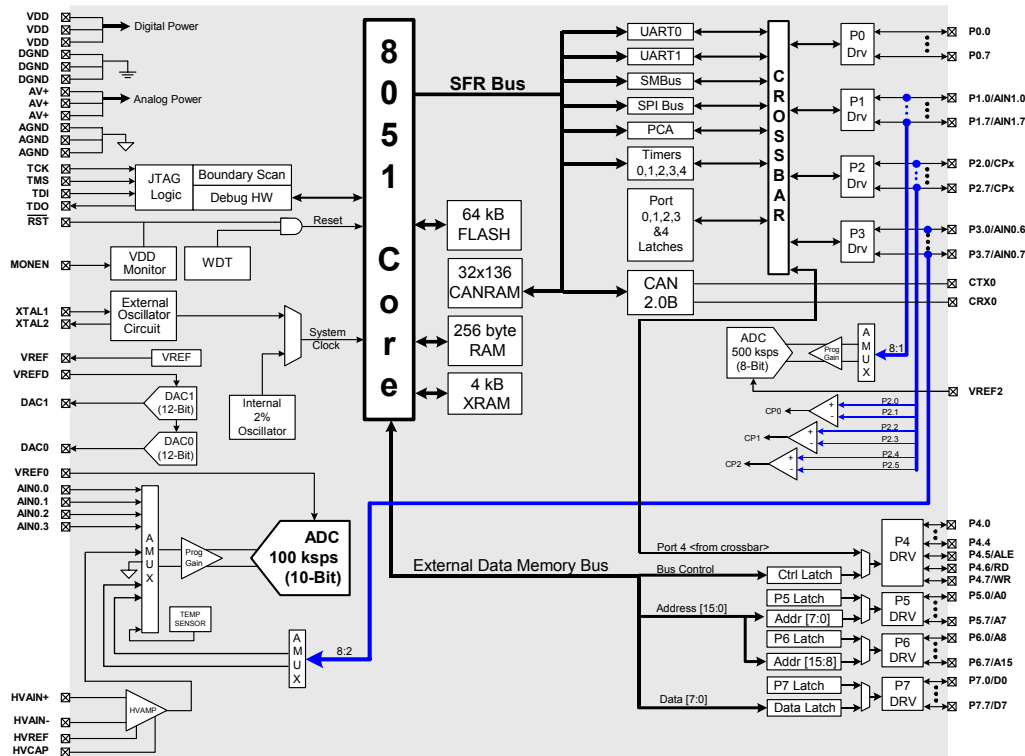 VDD
VDD
VDD
Digital Power
DGND
DGND
DGND
AV+
AV+
AV+
Analog Power
AGND
AGND
AGND
TCK
TMS
TDI
TDO
JTAG
Logic
Boundary Scan
Debug HW
RST
Reset
MONEN
VDD
Monitor
WDT
XTAL1
XTAL2
External
Oscillator
Circuit
System
Clock
VREF
VREF
VREFD
DAC1
DAC1
(12-Bit)
Internal
2%
Oscillator
DAC0
DAC0
(12-Bit)
VREF0
AIN0.0
AIN0.1
AIN0.2
AIN0.3
A
M
U
X
Prog
Gain
ADC
100 ksps
(10-Bit)
TEMP
SENSOR
A
M
U
X
8:2
HVAIN+
HVAIN-
HVREF
HVCAP
HVAMP
8
0
5
1
C
o
r
e
SFR Bus
64 kB
FLASH
32x136
CANRAM
256 byte
RAM
4 kB
XRAM
External Data Memory Bus
UART0
UART1
SMBus
SPI Bus
PCA
Timers
0,1,2,3,4
Port
0,1,2,3
&4
Latches
CAN
2.0B
C
R
O
S
S
B
A
R
P0
Drv
P0.0
P0.7
P1
Drv
P1.0/AIN1.0
P1.7/AIN1.7
P2
Drv
P2.0/CPx
P2.7/CPx
P3
Drv
P3.0/AIN0.6
P3.7/AIN0.7
CTX0
CRX0
ADC
500 ksps
(8-Bit)
Prog
Gain
A
M
U
X
8:1
VREF2
CP0
+
-
P2.0
P2.1
CP1
+
-
P2.2
P2.3
CP2
+
-
P2.4
P2.5
Port 4 <from crossbar>
Bus Control
Ctrl Latch
P4
DRV
P4.0
P4.4
P4.5/ALE
P4.6/RD
P4.7/WR
Address [15:0]
P5 Latch
Addr [7:0]
P5
DRV
P5.0/A0
P5.7/A7
P6 Latch
Addr [15:8]
P6
DRV
P6.0/A8
P6.7/A15
Data [7:0]
P7 Latch
Data Latch
P7
DRV
P7.0/D0
P7.7/D7